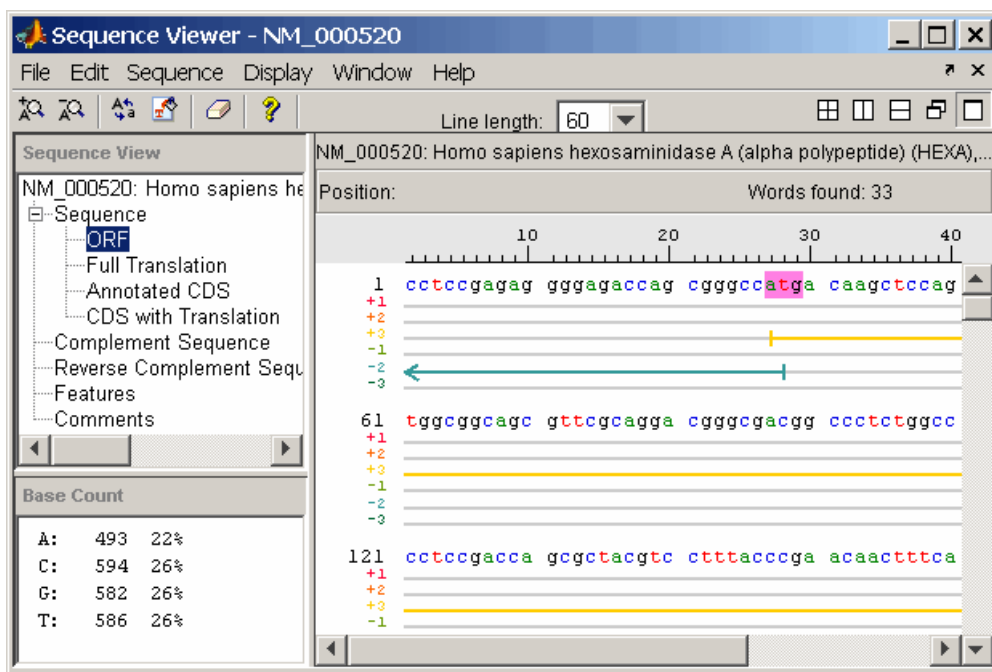 Sequence Viewer - NM_000520
File Edit Sequence Display Window Help
Line length: 60
Sequence View
NM_000520: Homo sapiens he
Sequence
ORF
Full Translation
Annotated CDS
CDS with Translation
Complement Sequence
Reverse Complement Sequ
Features
Comments
Base Count
A: 493 22%
C: 594 26%
G: 582 26%
T: 586 26%
NM_000520: Homo sapiens hexosaminidase A (alpha polypeptide) (HEXA),...
Position: Words found: 33
10 20 30 40
1 cctccgagag gggagaccag cgggccatga caagctccag
+1
+2
+3
-1
-2
-3
61 tggcggcagc gttcgcagga cgggcgacgg ccctctggcc
+1
+2
+3
-1
-2
-3
121 cctccgacca gcgctacgtc ctttacccga acaactttca
+1
+2
+3
-1